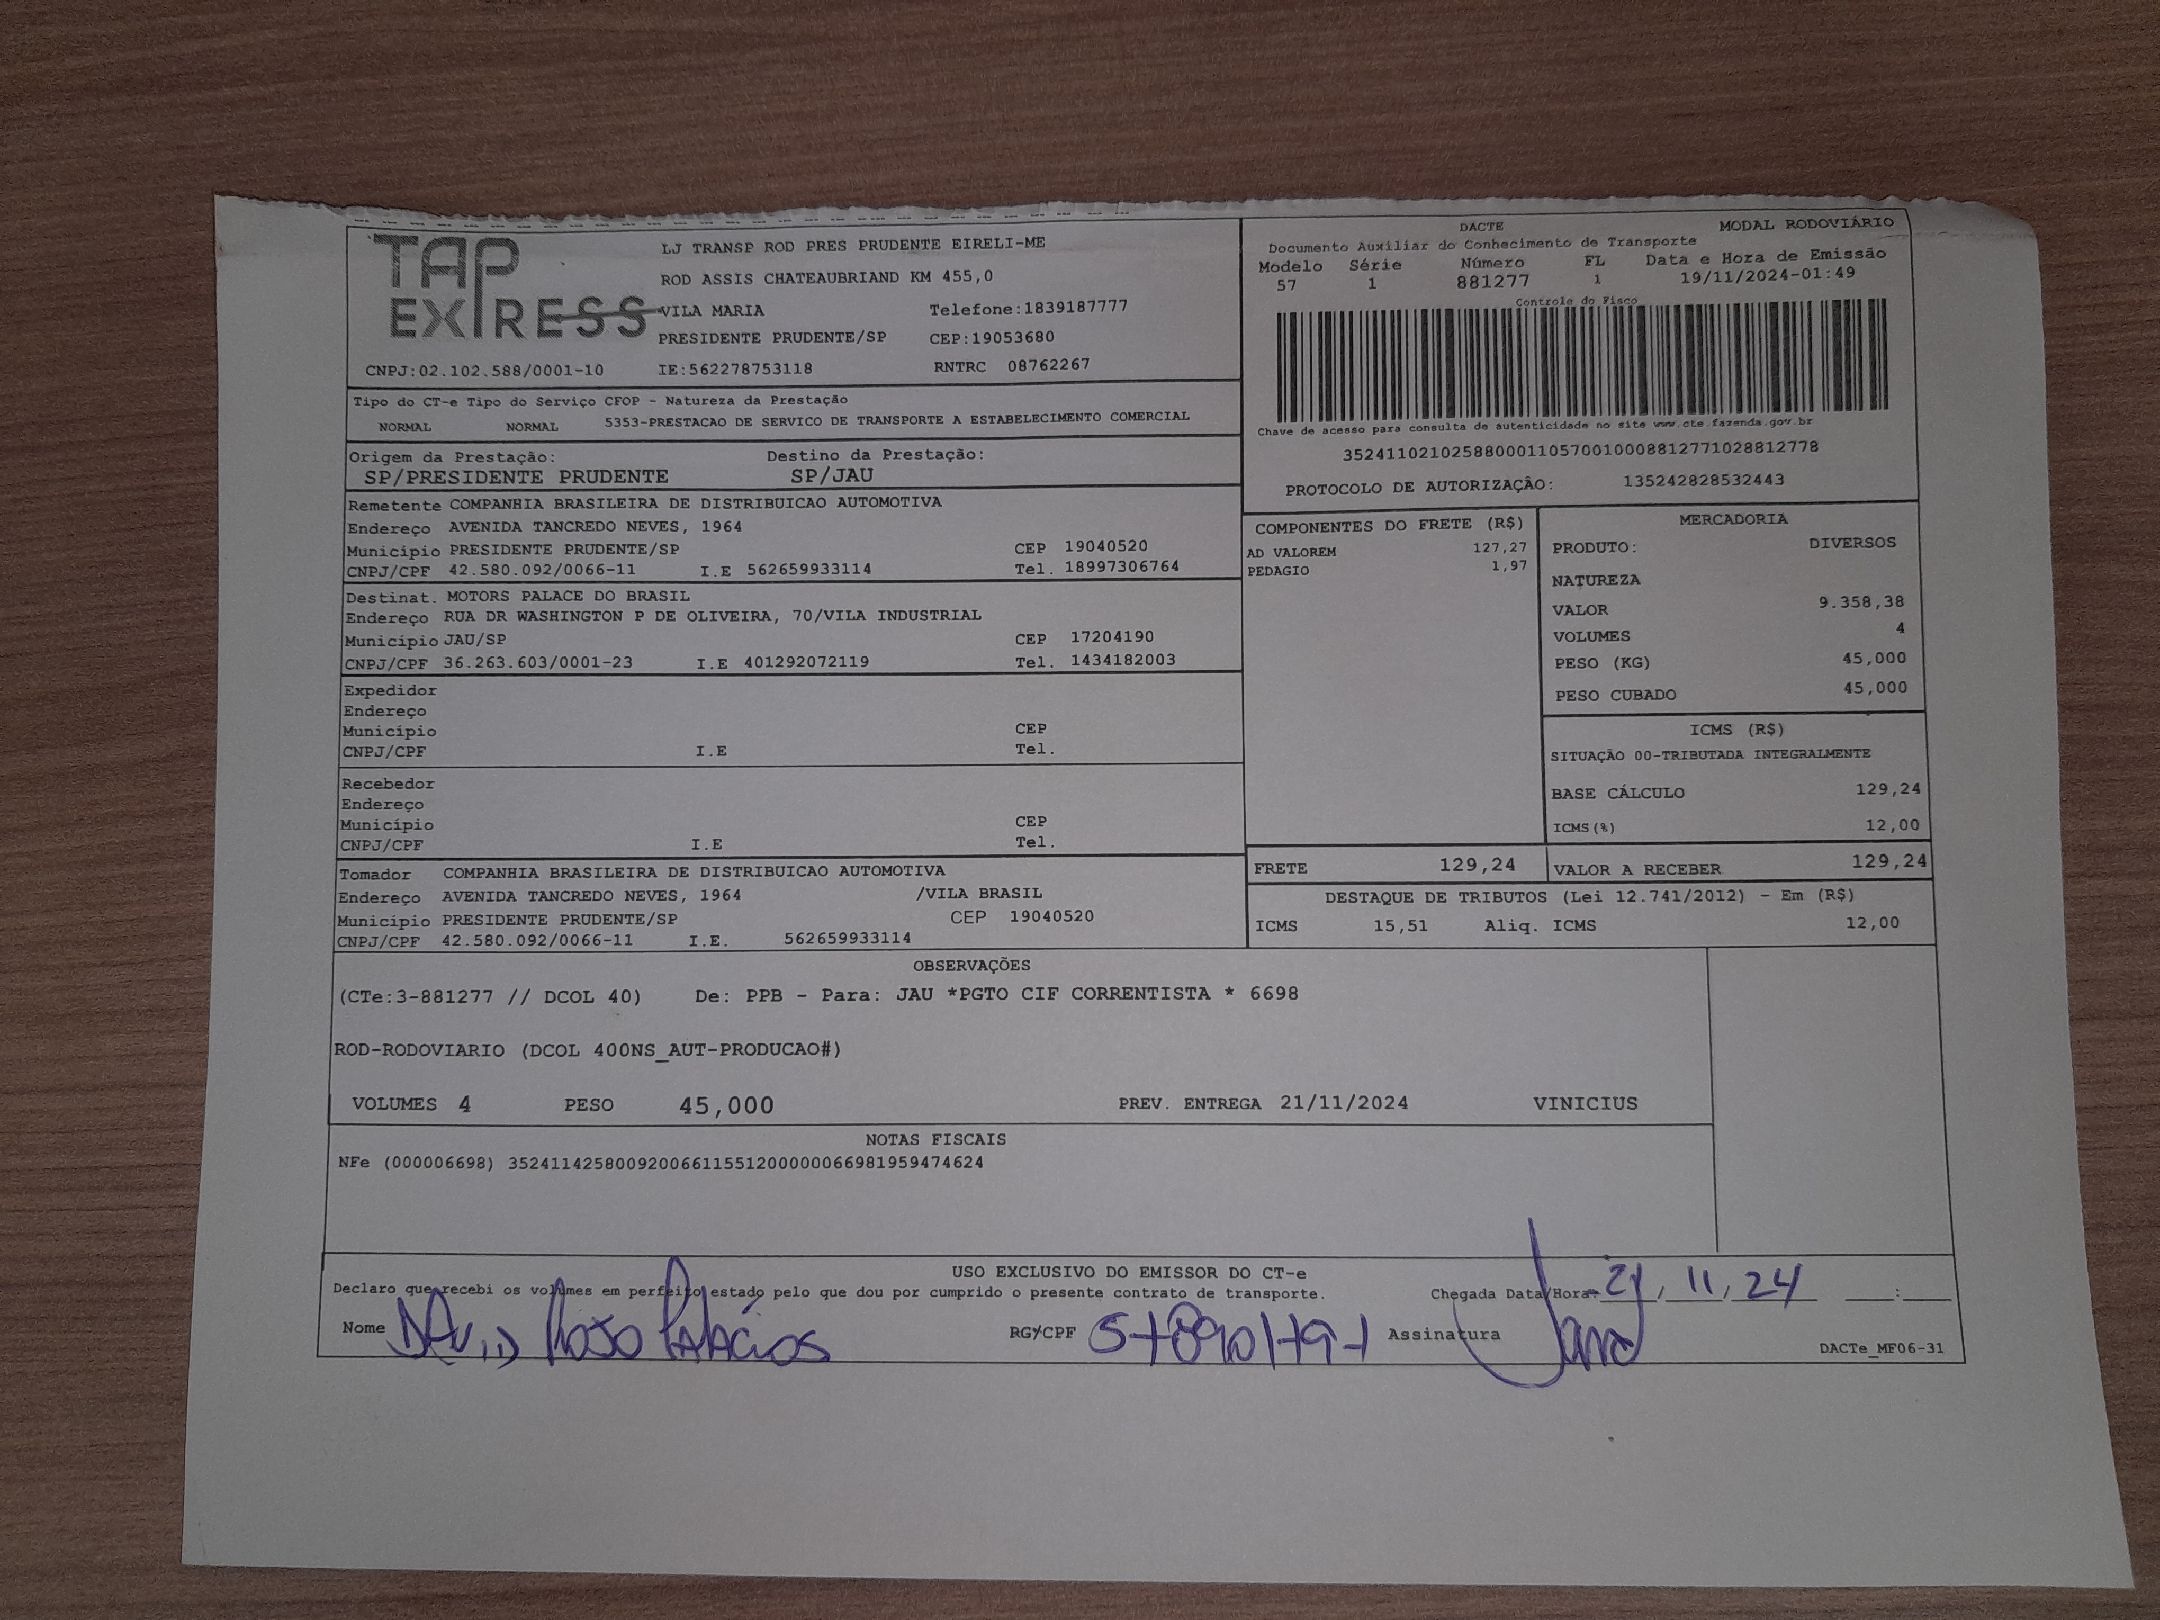 TAP
EXPRESS
LJ TRANSP ROD PRES PRUDENTE EIRELI-ME
ROD ASSIS CHATEAUBRIAND KM 455,0
VILA MARIA Telefone:1839187777
PRESIDENTE PRUDENTE/SP CEP:19053680
CNPJ:02.102.588/0001-10 IE:562278753118 RNTRC 08762267
DACTE MODAL RODOVIÁRIO
Documento Auxiliar do Conhecimento de Transporte
Modelo Série Número FL Data e Hora de Emissão
57 1 881277 1 19/11/2024-01:49
Controle do Fisco
Chave de acesso para consulta de autenticidade no site www.cte.fazenda.gov.br
35241102102588000110570010008812771028812778
PROTOCOLO DE AUTORIZAÇÃO: 135242828532443
Tipo do CT-e Tipo do Serviço CFOP - Natureza da Prestação
NORMAL NORMAL 5353-PRESTACAO DE SERVICO DE TRANSPORTE A ESTABELECIMENTO COMERCIAL
Origem da Prestação: Destino da Prestação:
SP/PRESIDENTE PRUDENTE SP/JAU
Remetente COMPANHIA BRASILEIRA DE DISTRIBUICAO AUTOMOTIVA
Endereço AVENIDA TANCREDO NEVES, 1964
Município PRESIDENTE PRUDENTE/SP CEP 19040520
CNPJ/CPF 42.580.092/0066-11 I.E 562659933114 Tel. 18997306764
Destinat. MOTORS PALACE DO BRASIL
Endereço RUA DR WASHINGTON P DE OLIVEIRA, 70/VILA INDUSTRIAL
Município JAU/SP CEP 17204190
CNPJ/CPF 36.263.603/0001-23 I.E 401292072119 Tel. 1434182003
Expedidor
Endereço
Município CEP
CNPJ/CPF I.E Tel.
Recebedor
Endereço
Município CEP
CNPJ/CPF I.E Tel.
Tomador COMPANHIA BRASILEIRA DE DISTRIBUICAO AUTOMOTIVA
Endereço AVENIDA TANCREDO NEVES, 1964 /VILA BRASIL
Município PRESIDENTE PRUDENTE/SP CEP 19040520
CNPJ/CPF 42.580.092/0066-11 I.E. 562659933114
COMPONENTES DO FRETE (R$)
AD VALOREM 127,27
PEDAGIO 1,97
MERCADORIA
PRODUTO: DIVERSOS
NATUREZA
VALOR 9.358,38
VOLUMES 4
PESO (KG) 45,000
PESO CUBADO 45,000
ICMS (R$)
SITUAÇÃO 00-TRIBUTADA INTEGRALMENTE
BASE CÁLCULO 129,24
ICMS(%) 12,00
FRETE 129,24 VALOR A RECEBER 129,24
DESTAQUE DE TRIBUTOS (Lei 12.741/2012) - Em (R$)
ICMS 15,51 Aliq. ICMS 12,00
OBSERVAÇÕES
(CTe:3-881277 // DCOL 40) De: PPB - Para: JAU *PGTO CIF CORRENTISTA * 6698
ROD-RODOVIARIO (DCOL 400NS_AUT-PRODUCAO#)
VOLUMES 4 PESO 45,000 PREV. ENTREGA 21/11/2024 VINICIUS
NOTAS FISCAIS
NFe (000006698) 35241142580092006611551200000066981959474624
USO EXCLUSIVO DO EMISSOR DO CT-e
Declaro que recebi os volumes em perfeito estado pelo que dou por cumprido o presente contrato de transporte. Chegada Data/Hora: 21, 11, 24 :
Nome DAVID ROJO PALÁCIOS RG/CPF Assinatura
DACTe_MF06-31